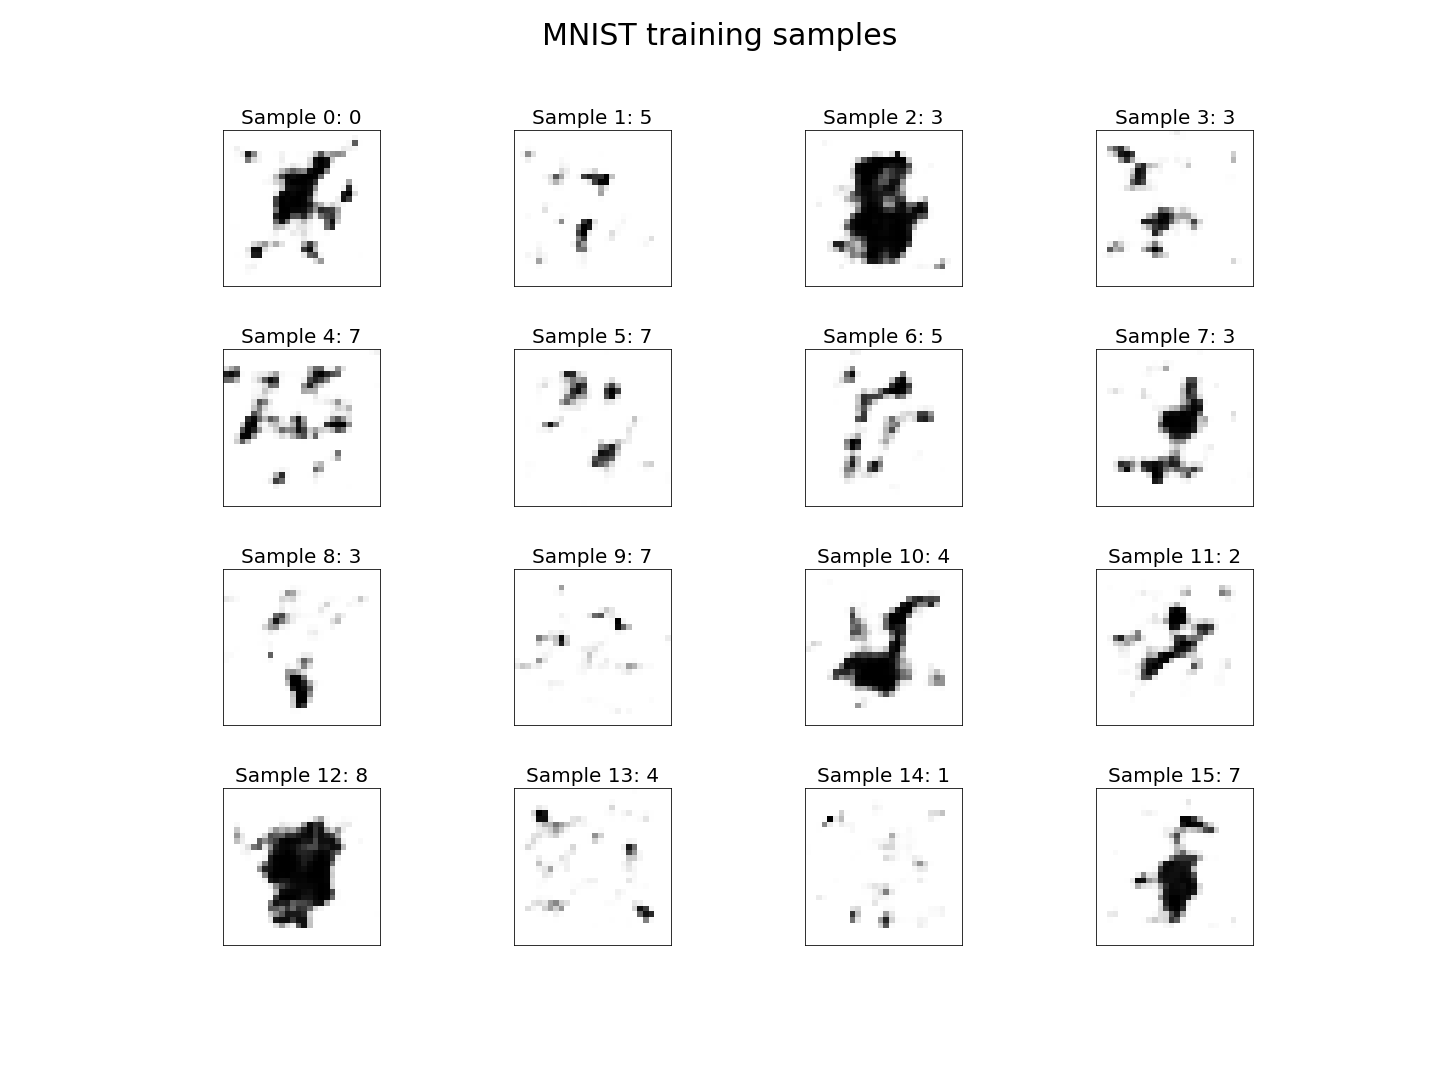 MNIST training samples
Sample 0: 0
Sample 1: 5
Sample 2: 3
Sample 3: 3
Sample 4: 7
Sample 5: 7
Sample 6: 5
Sample 7: 3
Sample 8: 3
Sample 9: 7
Sample 10: 4
Sample 11: 2
Sample 12: 8
Sample 13: 4
Sample 14: 1
Sample 15: 7